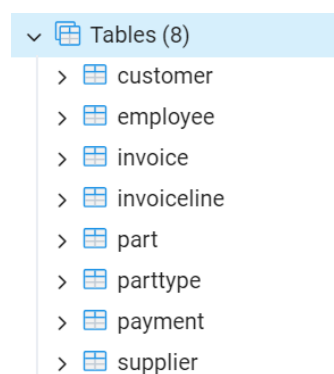 Tables (8)
customer
employee
invoice
invoiceline
part
parttype
payment
supplier